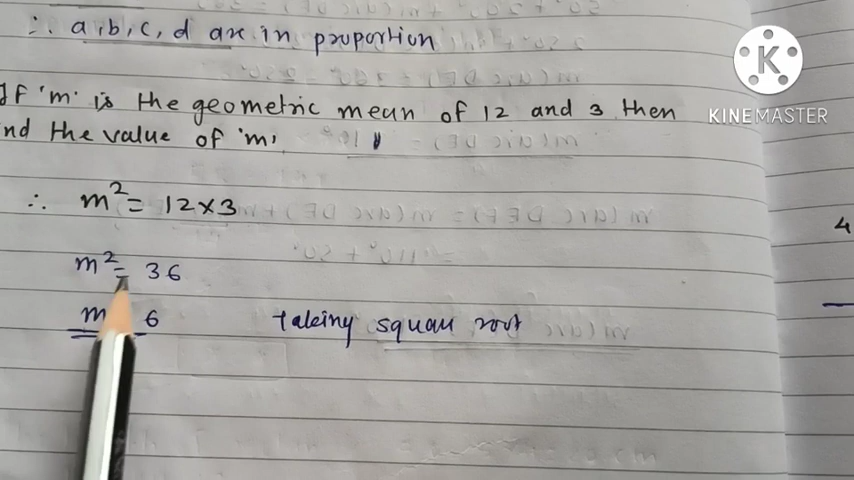 ∴ a,b,c,d are in proportion
If 'm' is the geometric mean of 12 and 3 then
nd the value of 'm'
∴ m² = 12×3
m² = 36
m 6 taking square root
4
K
KINEMASTER